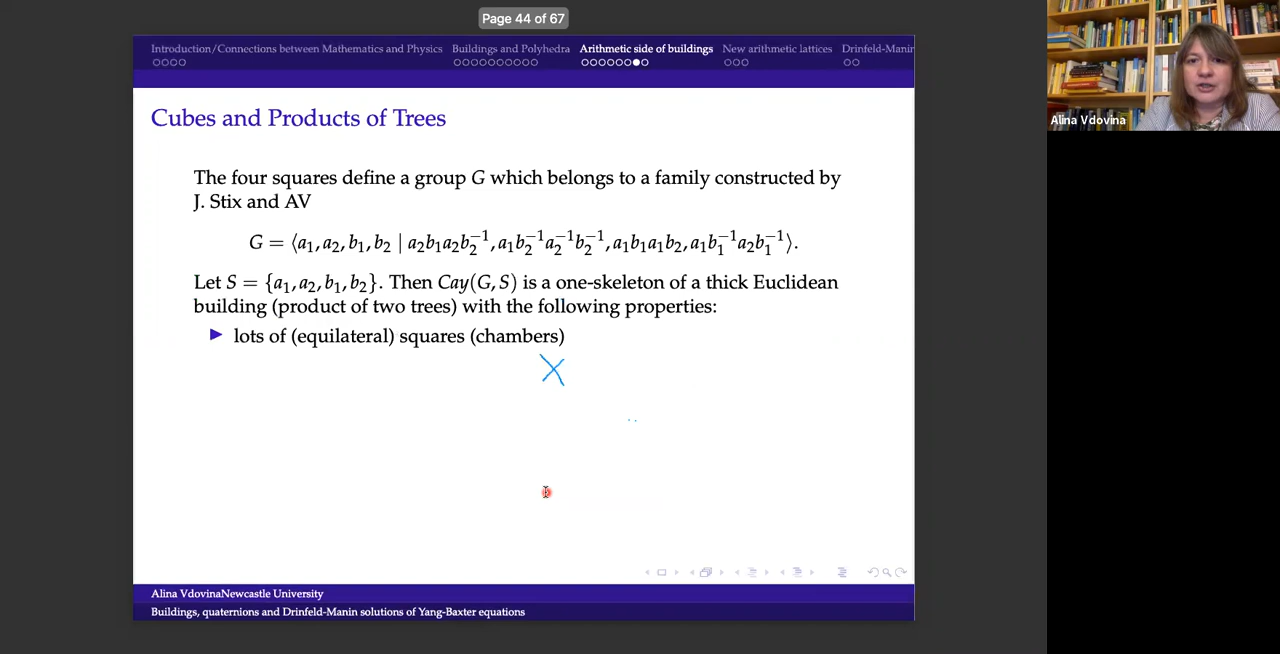 Page 44 of 67
Introduction/Connections between Mathematics and Physics Buildings and Polyhedra Arithmetic side of buildings New arithmetic lattices Drinfeld-Manir
Cubes and Products of Trees
The four squares define a group G which belongs to a family constructed by
J. Stix and AV
G = ⟨a₁, a₂, b₁, b₂ | a₂b₁a₂b₂⁻¹, a₁b₂⁻¹a₂⁻¹b₂⁻¹, a₁b₁a₁b₂, a₁b₁⁻¹a₂b₁⁻¹⟩.
Let S = {a₁, a₂, b₁, b₂}. Then Cay(G, S) is a one-skeleton of a thick Euclidean
building (product of two trees) with the following properties:
▶ lots of (equilateral) squares (chambers)
Alina VdovinaNewcastle University
Buildings, quaternions and Drinfeld-Manin solutions of Yang-Baxter equations
Alina Vdovina